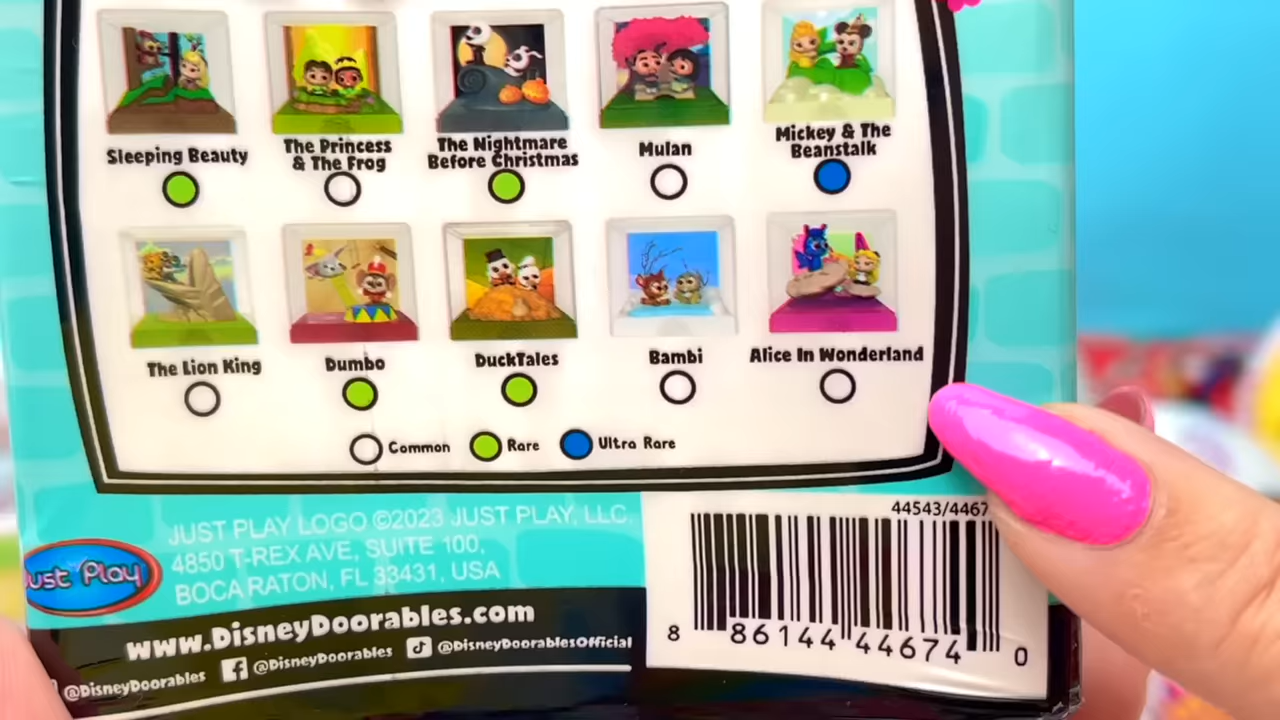 Sleeping Beauty
The Princess
& The Frog
The Nightmare
Before Christmas
Mulan
Mickey & The
Beanstalk
The Lion King
Dumbo
DuckTales
Bambi
Alice In Wonderland
Common
Rare
Ultra Rare
Just Play
JUST PLAY LOGO ©2023 JUST PLAY, LLC.
4850 T-REX AVE, SUITE 100,
BOCA RATON, FL 33431, USA
www.DisneyDoorables.com
@DisneyDoorables
@DisneyDoorables
@DisneyDoorablesOfficial
44543/4467
8 86144 44674 0